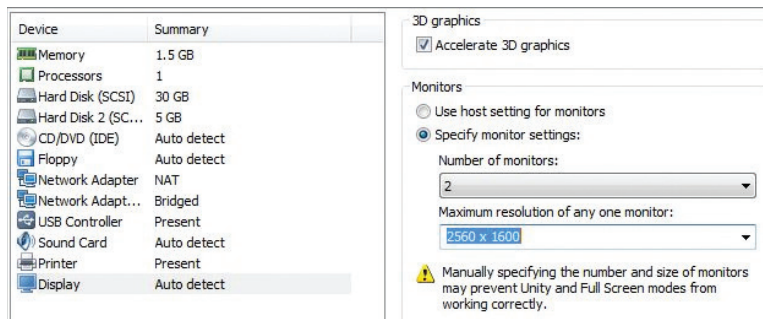 Device Summary
Memory 1.5 GB
Processors 1
Hard Disk (SCSI) 30 GB
Hard Disk 2 (SC... 5 GB
CD/DVD (IDE) Auto detect
Floppy Auto detect
Network Adapter NAT
Network Adapt... Bridged
USB Controller Present
Sound Card Auto detect
Printer Present
Display Auto detect
3D graphics
Accelerate 3D graphics
Monitors
Use host setting for monitors
Specify monitor settings:
Number of monitors:
2
Maximum resolution of any one monitor:
2560 x 1600
Manually specifying the number and size of monitors
may prevent Unity and Full Screen modes from
working correctly.